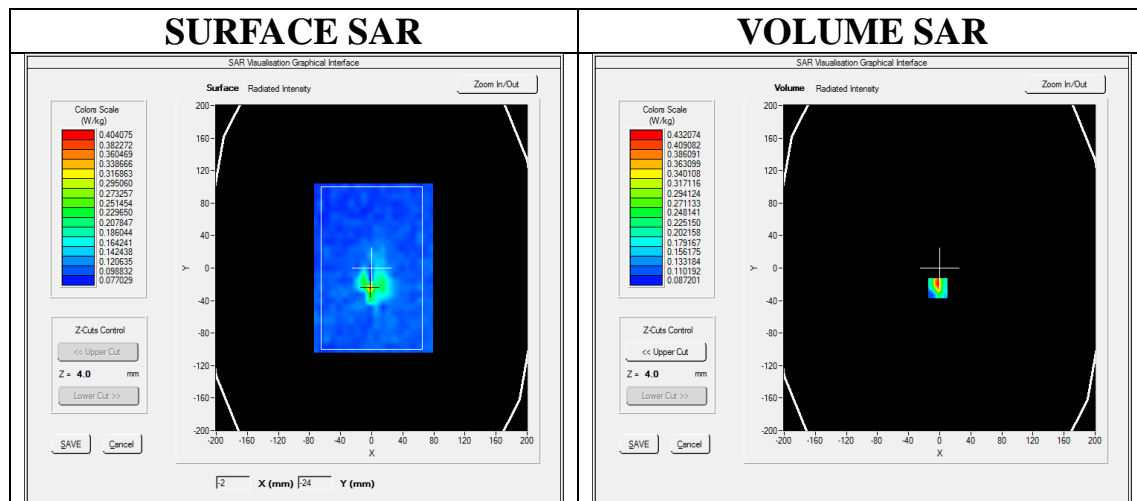 SURFACE SAR
VOLUME SAR
SAR Visualisation Graphical Interface
Surface Radiated Intensity
Zoom In/Out
Colors Scale
(W/kg)
0.404075
0.382272
0.360469
0.338666
0.316863
0.295060
0.273257
0.251454
0.229650
0.207847
0.186044
0.164241
0.142438
0.120635
0.098832
0.077029
Z-Cuts Control
<< Upper Cut
Z = 4.0 mm
Lower Cut >>
SAVE Cancel
200
160
120
80
40
0
-40
-80
-120
-160
-200
Y
-200 -160 -120 -80 -40 0 40 80 120 160 200
X
-2 X (mm) -24 Y (mm)
SAR Visualisation Graphical Interface
Volume Radiated Intensity
Zoom In/Out
Colors Scale
(W/kg)
0.432074
0.409082
0.386091
0.363099
0.340108
0.317116
0.294124
0.271133
0.248141
0.225150
0.202158
0.179167
0.156175
0.133184
0.110192
0.087201
Z-Cuts Control
<< Upper Cut
Z = 4.0 mm
Lower Cut >>
SAVE Cancel
200
160
120
80
40
0
-40
-80
-120
-160
-200
Y
-200 -160 -120 -80 -40 0 40 80 120 160 200
X